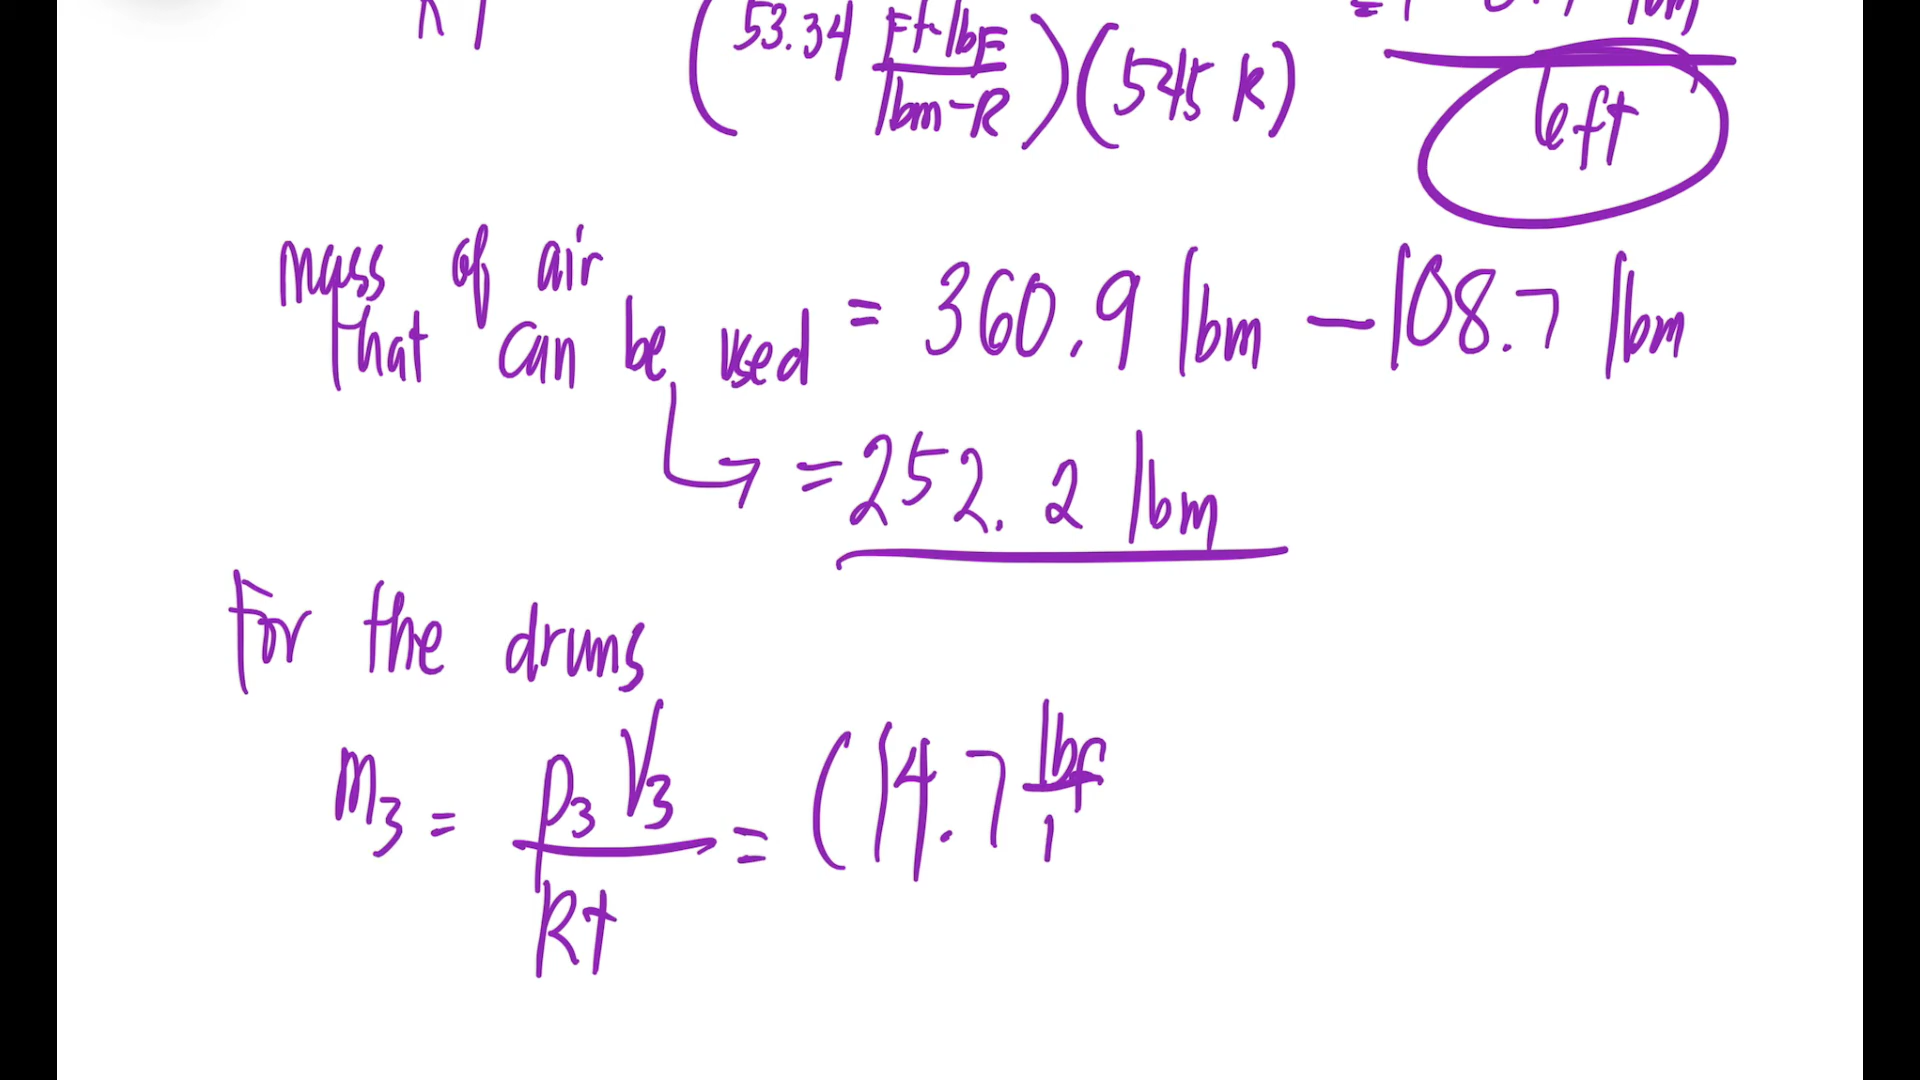 (53.34 Ft-lbF / lbm-R) (545 R)
left
mass of air
that can be used = 360.9 lbm - 108.7 lbm
= 252.2 lbm
For the drums
m3 = P3 V3 / RT = (14.7 lbf